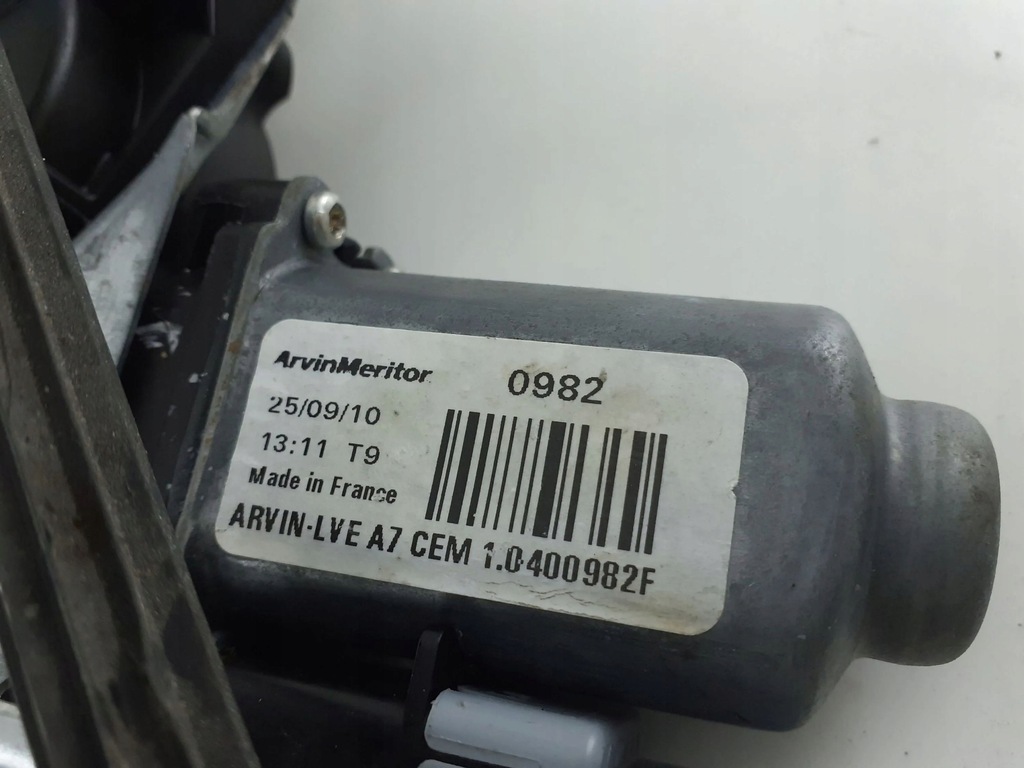 ArvinMeritor
0982
25/09/10
13:11 T9
Made in France
ARVIN-LVE A7 CEM 1.0400982F